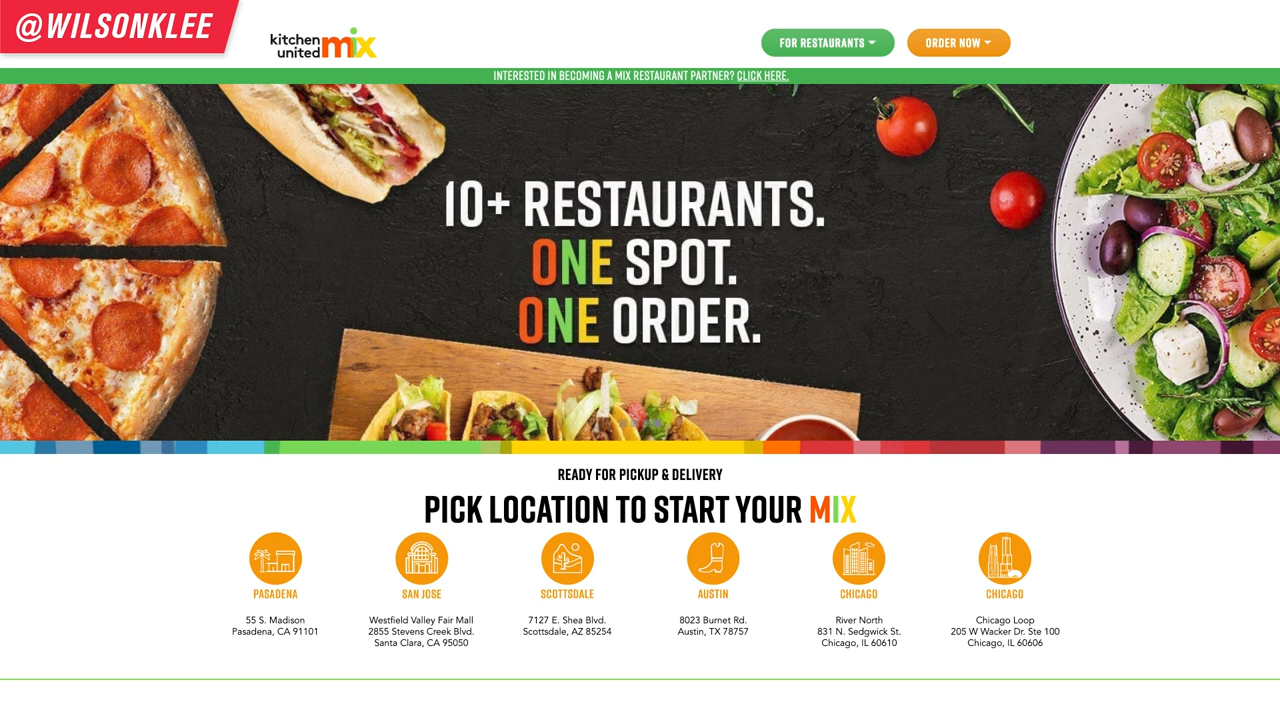 @WILSONKLEE
kitchen
united mix
FOR RESTAURANTS
ORDER NOW
INTERESTED IN BECOMING A MIX RESTAURANT PARTNER? CLICK HERE.
10+ RESTAURANTS.
ONE SPOT.
ONE ORDER.
READY FOR PICKUP & DELIVERY
PICK LOCATION TO START YOUR MIX
PASADENA
55 S. Madison
Pasadena, CA 91101
SAN JOSE
Westfield Valley Fair Mall
2855 Stevens Creek Blvd.
Santa Clara, CA 95050
SCOTTSDALE
7127 E. Shea Blvd.
Scottsdale, AZ 85254
AUSTIN
8023 Burnet Rd.
Austin, TX 78757
CHICAGO
River North
831 N. Sedgwick St.
Chicago, IL 60610
CHICAGO
Chicago Loop
205 W Wacker Dr. Ste 100
Chicago, IL 60606